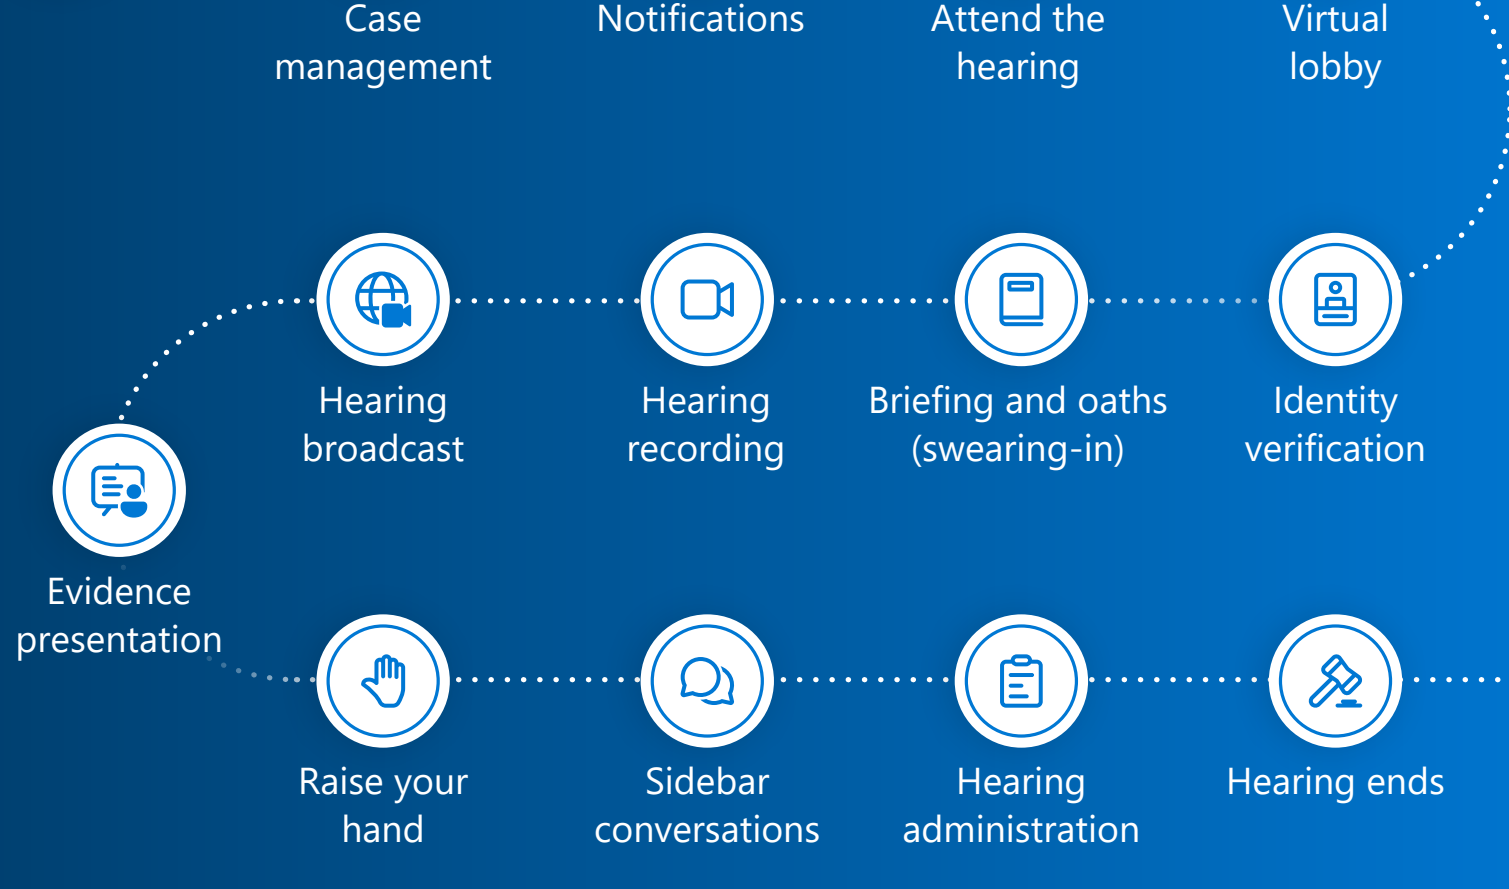 Case
management
Notifications
Attend the
hearing
Virtual
lobby
Hearing
broadcast
Hearing
recording
Briefing and oaths
(swearing-in)
Identity
verification
Evidence
presentation
Raise your
hand
Sidebar
conversations
Hearing
administration
Hearing ends